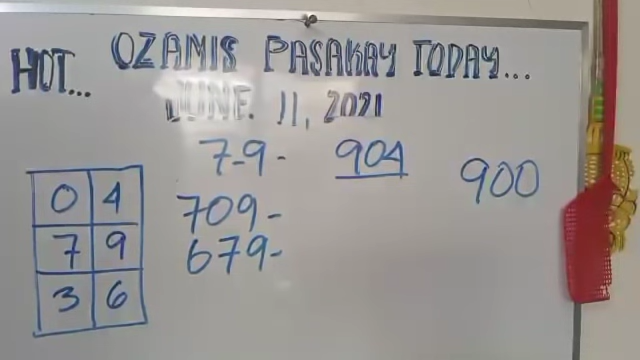 HOT... OZAMIS PASAKAY TODAY...
JUNE. 11, 2021
7-9- 904 900
0 4 709-
7 9 679-
3 6